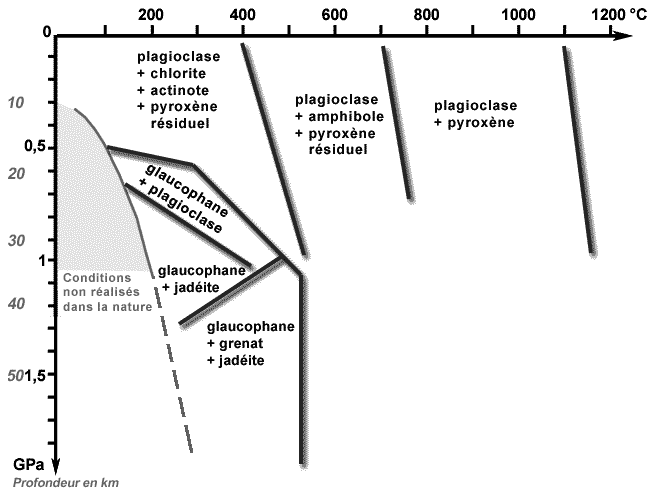 200 400 600 800 1000 1200 °C
0
plagioclase
+ chlorite
+ actinote
+ pyroxène
résiduel
plagioclase
+ amphibole
+ pyroxène
résiduel
plagioclase
+ pyroxène
10
0,5
20
glaucophane
+ plagioclase
30
1
glaucophane
+ jadéite
Conditions
non réalisés
dans la nature
40
glaucophane
+ grenat
+ jadéite
50 1,5
GPa
Profondeur en km